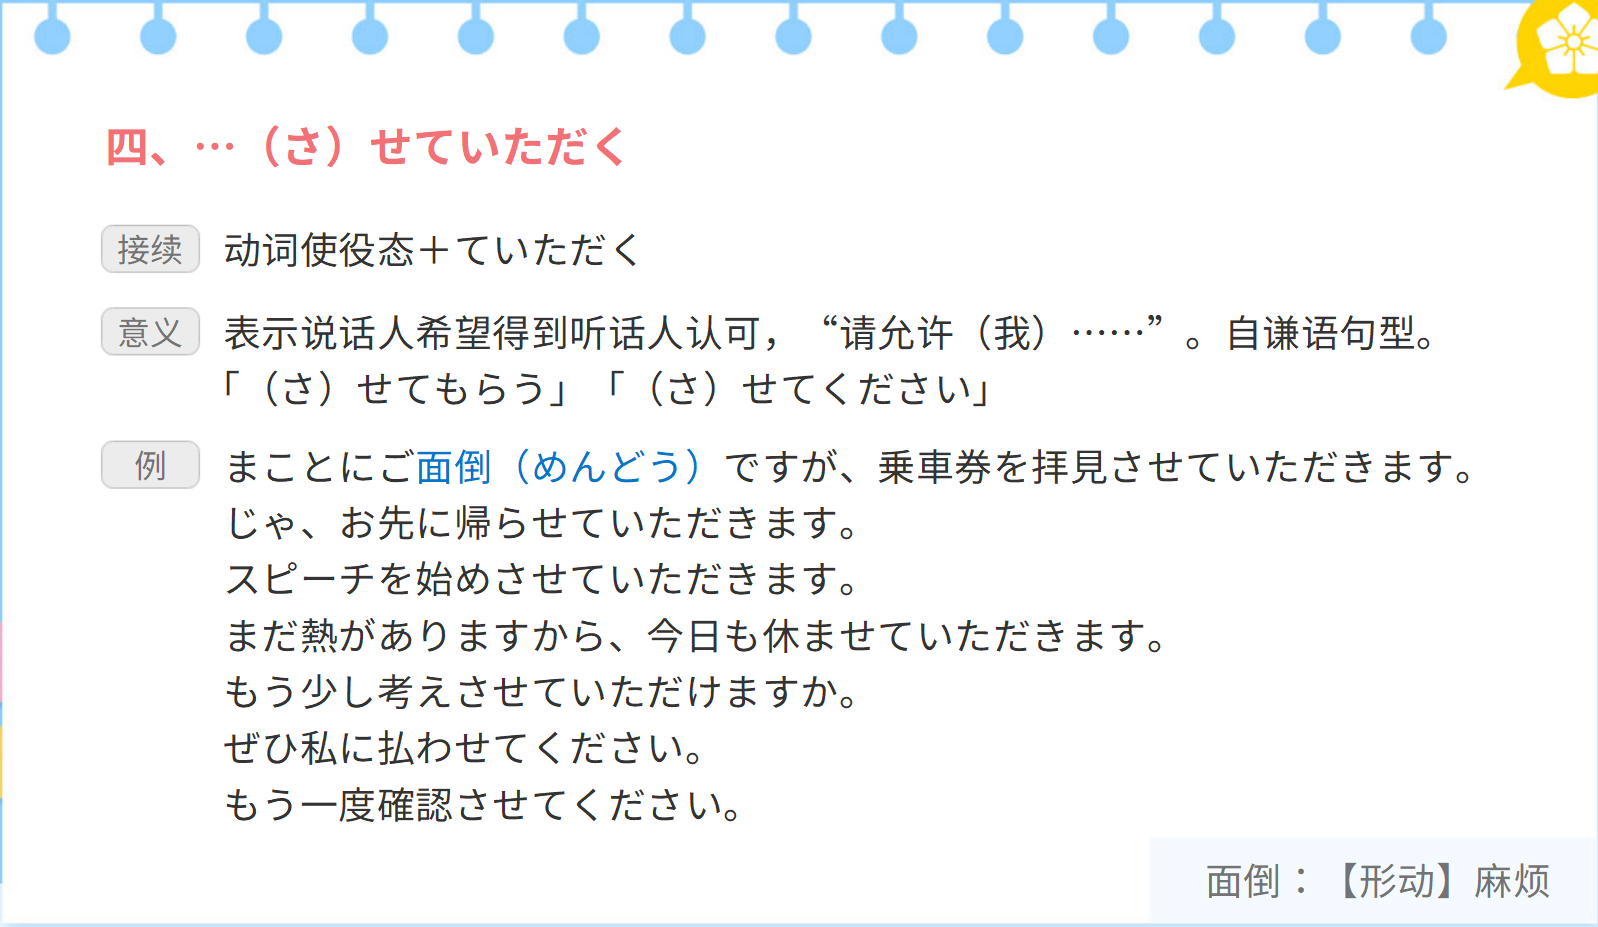 四、…（さ）せていただく
接续 动词使役态＋ていただく
意义 表示说话人希望得到听话人认可，“请允许（我）……”。自谦语句型。
「（さ）せてもらう」「（さ）せてください」
例 まことにご面倒（めんどう）ですが、乗車券を拝見させていただきます。
じゃ、お先に帰らせていただきます。
スピーチを始めさせていただきます。
まだ熱がありますから、今日も休ませていただきます。
もう少し考えさせていただけますか。
ぜひ私に払わせてください。
もう一度確認させてください。
面倒：【形动】麻烦